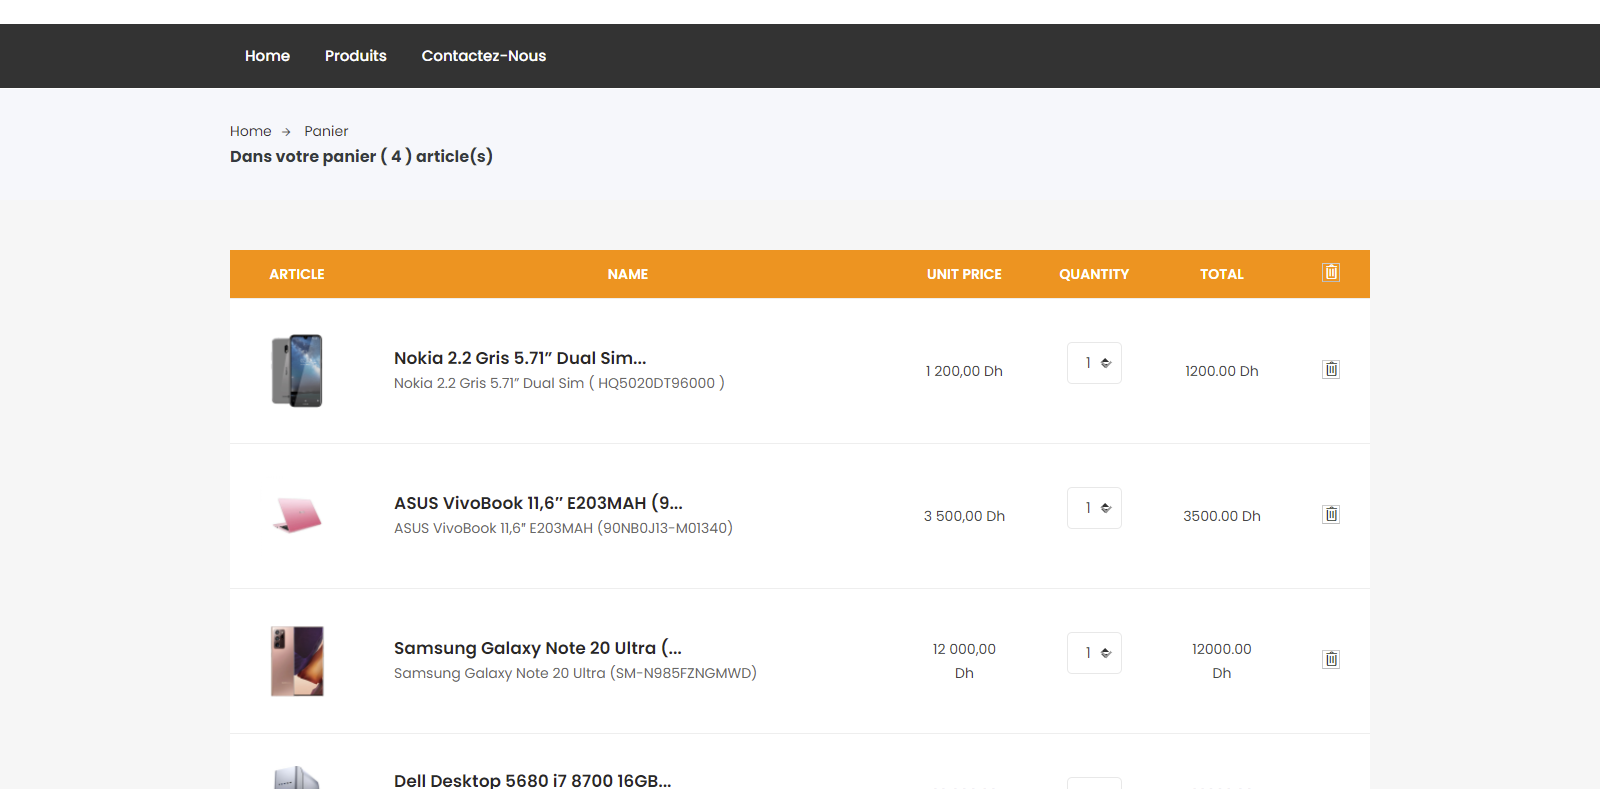 Home Produits Contactez-Nous
Home → Panier
Dans votre panier ( 4 ) article(s)
ARTICLE NAME UNIT PRICE QUANTITY TOTAL
Nokia 2.2 Gris 5.71” Dual Sim...
Nokia 2.2 Gris 5.71” Dual Sim ( HQ5020DT96000 )
1 200,00 Dh
1
1200.00 Dh
ASUS VivoBook 11,6″ E203MAH (9...
ASUS VivoBook 11,6″ E203MAH (90NB0J13-M01340)
3 500,00 Dh
1
3500.00 Dh
Samsung Galaxy Note 20 Ultra (...
Samsung Galaxy Note 20 Ultra (SM-N985FZNGMWD)
12 000,00
Dh
1
12000.00
Dh
Dell Desktop 5680 i7 8700 16GB...